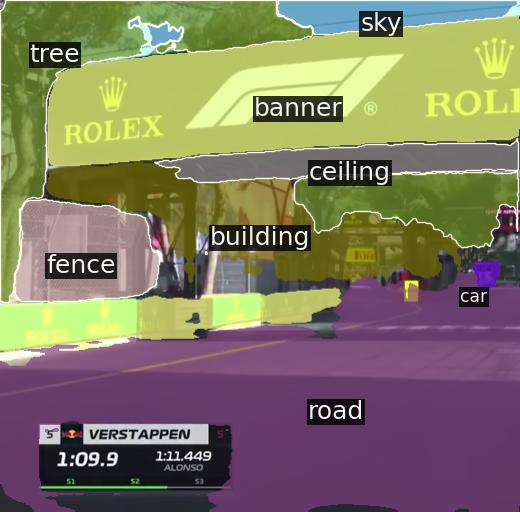 sky
tree
banner
ROLEX
®
ROL
ceiling
building
fence
car
road
5 VERSTAPPEN 5
1:09.9 1:11.449
ALONSO
S1 S2 S3